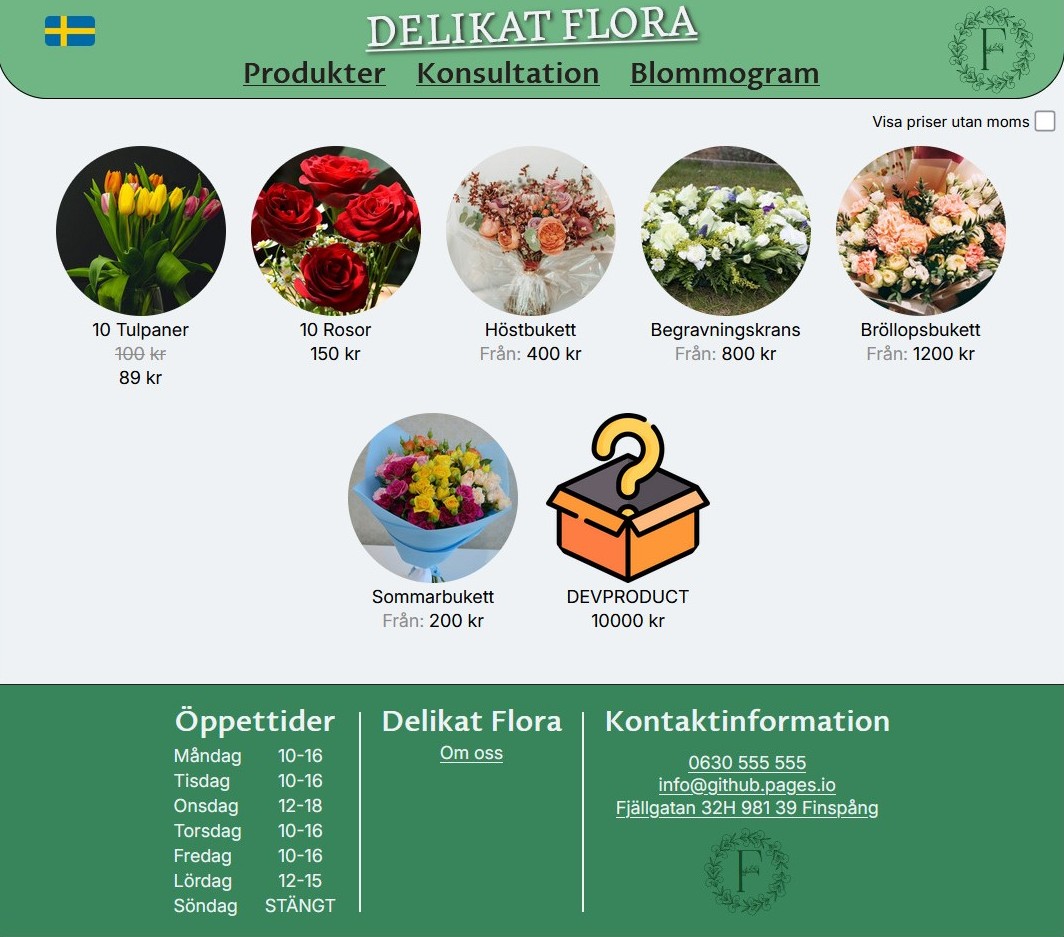 DELIKAT FLORA
Produkter Konsultation Blommogram
F
Visa priser utan moms
10 Tulpaner
100 kr
89 kr
10 Rosor
150 kr
Höstbukett
Från: 400 kr
Begravningskrans
Från: 800 kr
Bröllopsbukett
Från: 1200 kr
Sommarbukett
Från: 200 kr
DEVPRODUCT
10000 kr
Öppettider
Måndag 10-16
Tisdag 10-16
Onsdag 12-18
Torsdag 10-16
Fredag 10-16
Lördag 12-15
Söndag STÄNGT
Delikat Flora
Om oss
Kontaktinformation
0630 555 555
info@github.pages.io
Fjällgatan 32H 981 39 Finspång
F